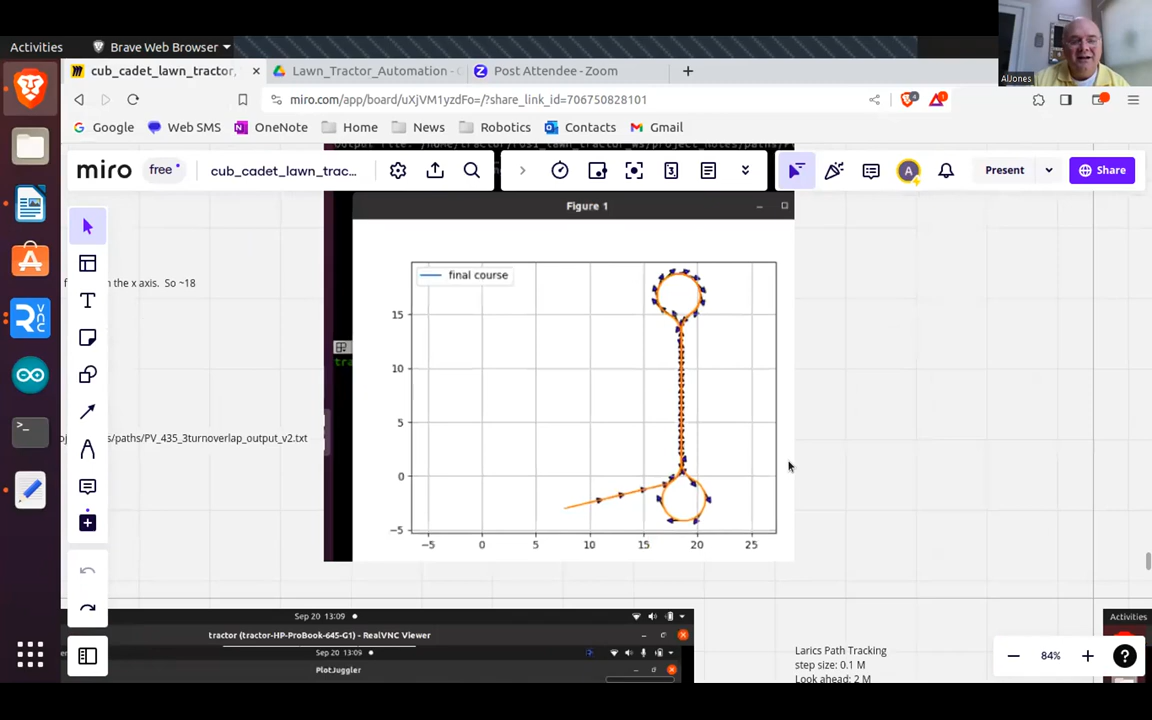 AlJones
Activities
Brave Web Browser
cub_cadet_lawn_tractor,
Lawn_Tractor_Automation - G
Post Attendee - Zoom
miro.com/app/board/uXjVM1yzdFo=/?share_link_id=706750828101
4
1
Google
Web SMS
OneNote
Home
News
Robotics
Contacts
Gmail
miro
free
cub_cadet_lawn_trac...
3
A
Present
Share
Figure 1
final course
15
10
5
0
−5
−5
0
5
10
15
20
25
the x axis. So ~18
s/paths/PV_435_3turnoverlap_output_v2.txt
T
Sep 20 13:09
tractor (tractor-HP-ProBook-645-G1) - RealVNC Viewer
Sep 20 13:09
PlotJuggler
Larics Path Tracking
step size: 0.1 M
Look ahead: 2 M
Activities
84%